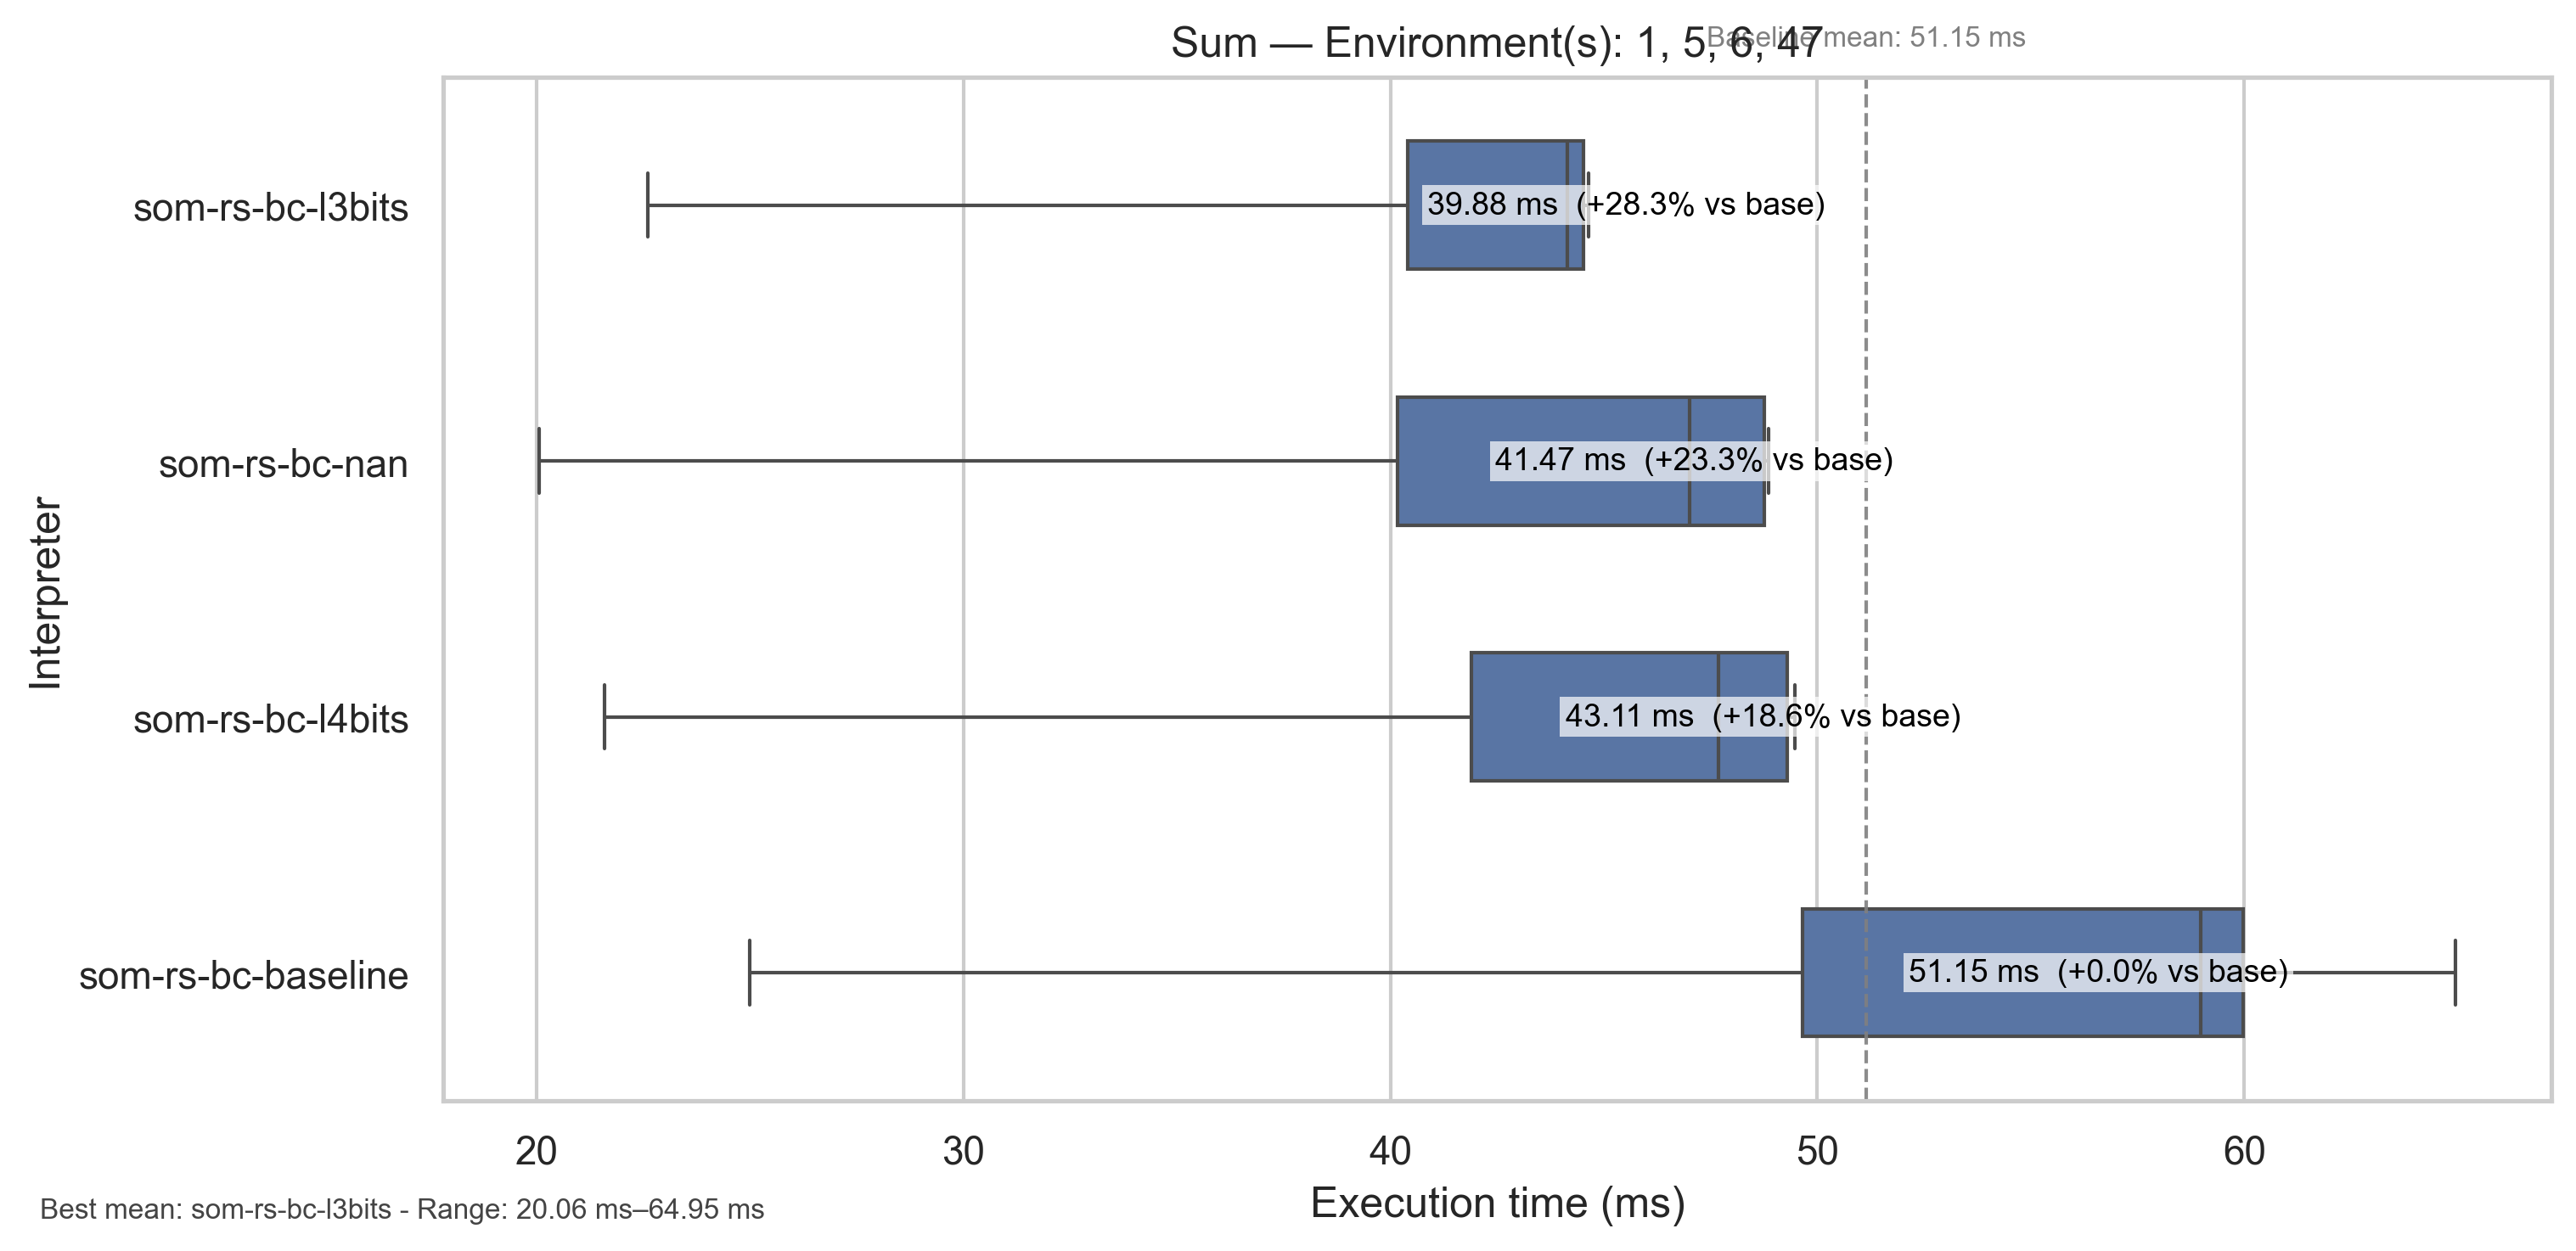 Sum — Environment(s): 1, 5, 6, 47
Baseline mean: 51.15 ms
som-rs-bc-l3bits
39.88 ms (+28.3% vs base)
som-rs-bc-nan
41.47 ms (+23.3% vs base)
Interpreter
som-rs-bc-l4bits
43.11 ms (+18.6% vs base)
som-rs-bc-baseline
51.15 ms (+0.0% vs base)
20 30 40 50 60
Execution time (ms)
Best mean: som-rs-bc-l3bits - Range: 20.06 ms–64.95 ms